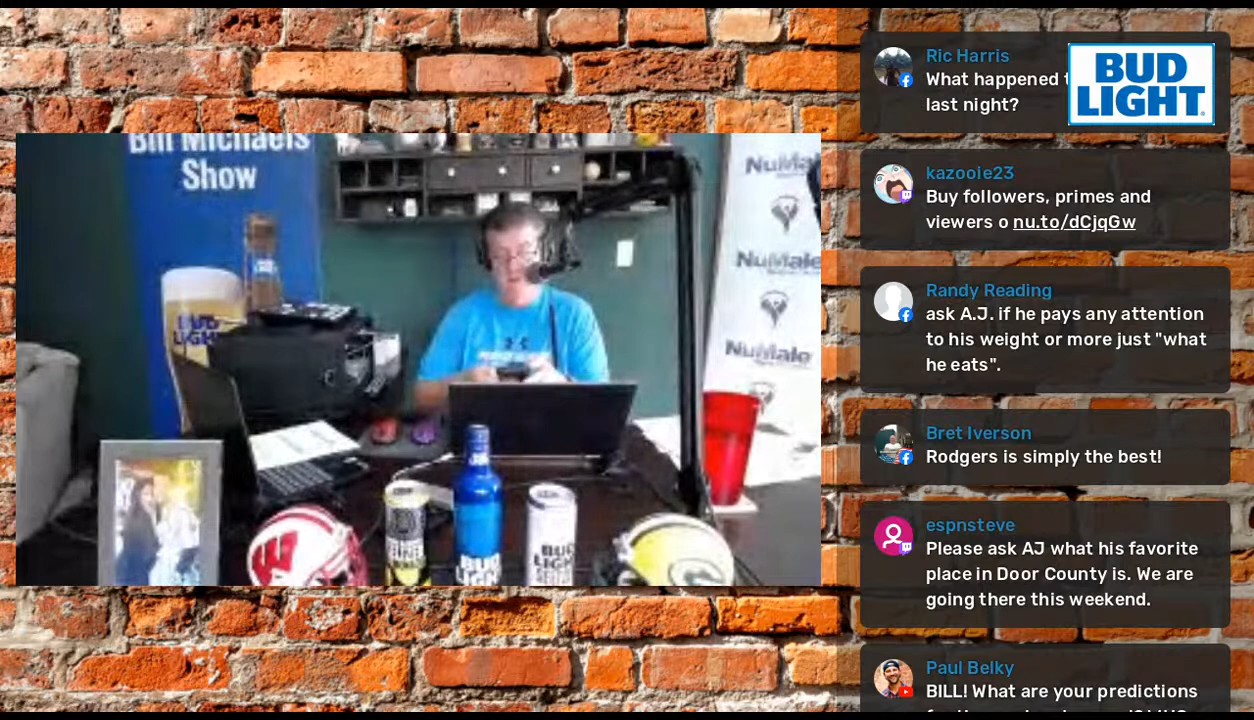 Bill Michaels
Show
NuMale
NuMale
NuMale
BUD
LIGHT
W
BUD
LIGHT
G
Ric Harris
What happened t
last night?
BUD
LIGHT
kazooie23
Buy followers, primes and
viewers o nu.to/dCjqGw
Randy Reading
ask A.J. if he pays any attention
to his weight or more just "what
he eats".
Bret Iverson
Rodgers is simply the best!
espnsteve
Please ask AJ what his favorite
place in Door County is. We are
going there this weekend.
Paul Belky
BILL! What are your predictions